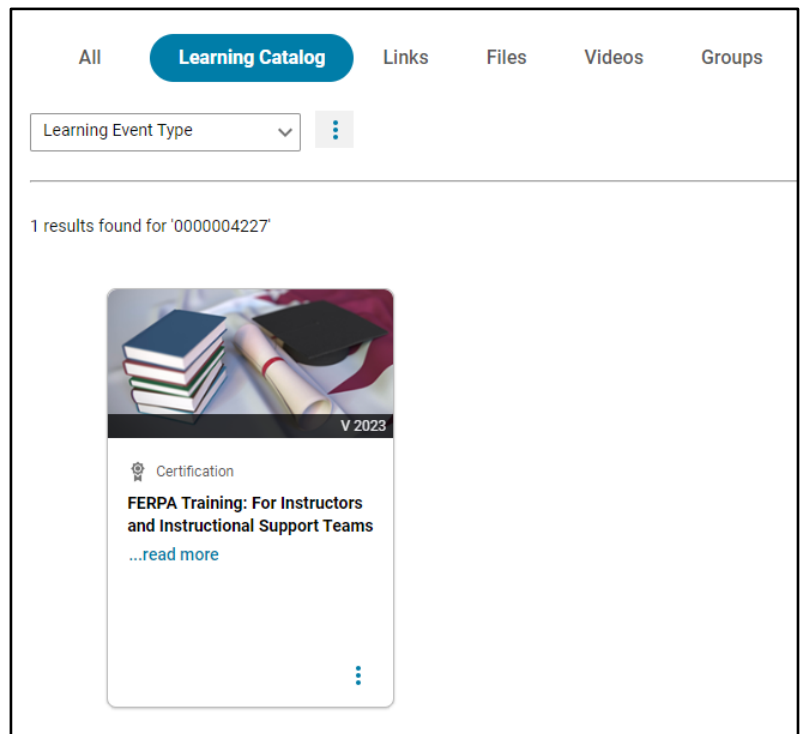 All Learning Catalog Links Files Videos Groups
Learning Event Type
1 results found for '0000004227'
V 2023
Certification
FERPA Training: For Instructors
and Instructional Support Teams
...read more